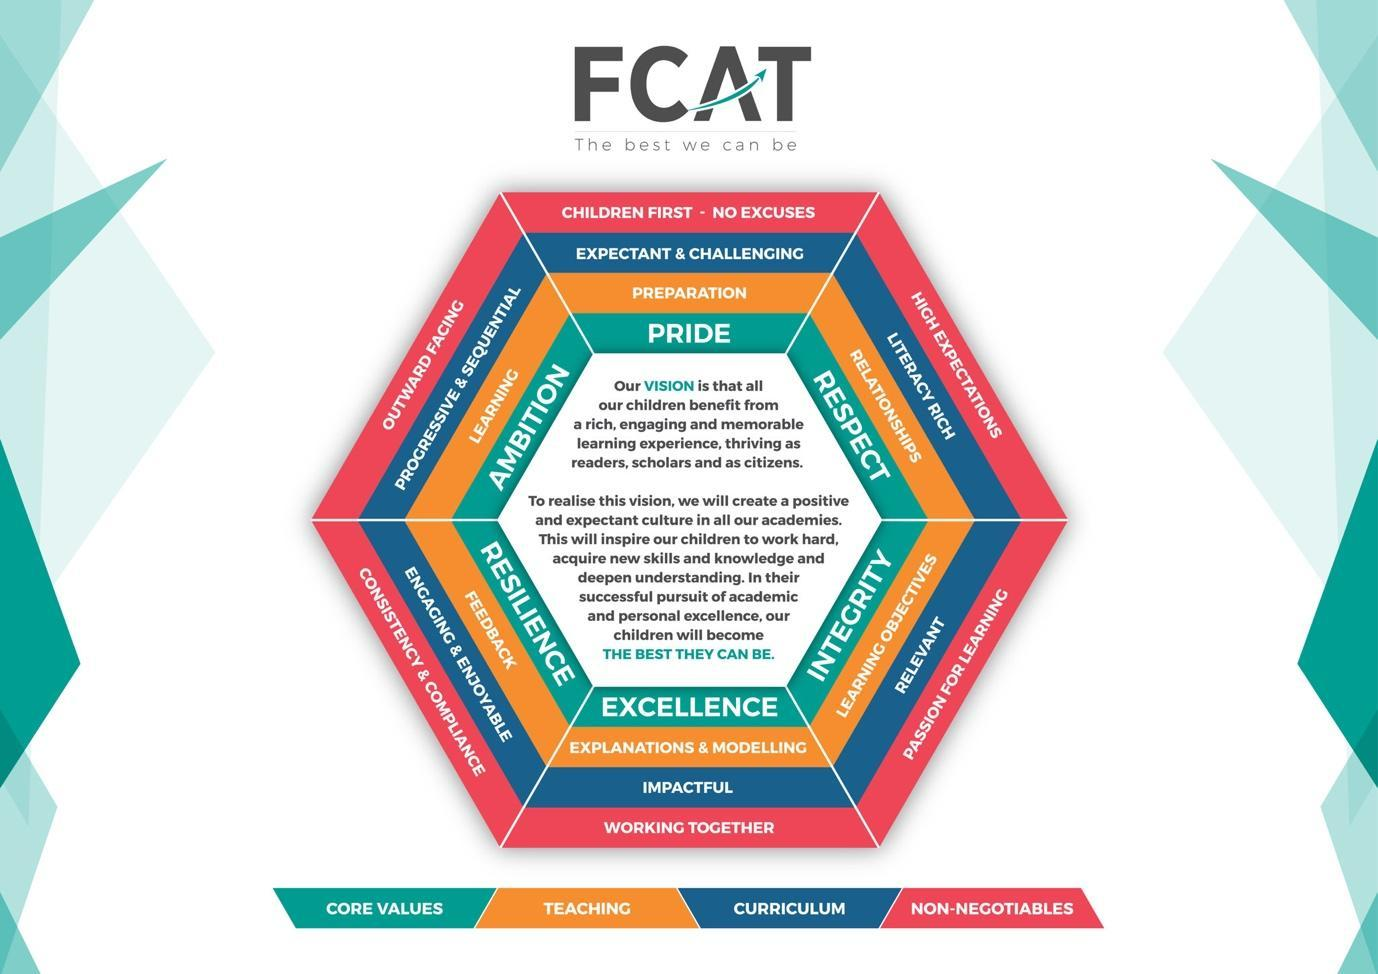 FCAT
The best we can be
CHILDREN FIRST - NO EXCUSES
EXPECTANT & CHALLENGING
PREPARATION
PRIDE
HIGH EXPECTATIONS
LITERACY RICH
RELATIONSHIPS
RESPECT
PASSION FOR LEARNING
RELEVANT
LEARNING OBJECTIVES
INTEGRITY
EXCELLENCE
EXPLANATIONS & MODELLING
IMPACTFUL
WORKING TOGETHER
CONSISTENCY & COMPLIANCE
ENGAGING & ENJOYABLE
FEEDBACK
RESILIENCE
OUTWARD FACING
PROGRESSIVE & SEQUENTIAL
LEARNING
AMBITION
Our VISION is that all
our children benefit from
a rich, engaging and memorable
learning experience, thriving as
readers, scholars and as citizens.
To realise this vision, we will create a positive
and expectant culture in all our academies.
This will inspire our children to work hard,
acquire new skills and knowledge and
deepen understanding. In their
successful pursuit of academic
and personal excellence, our
children will become
THE BEST THEY CAN BE.
CORE VALUES
TEACHING
CURRICULUM
NON-NEGOTIABLES